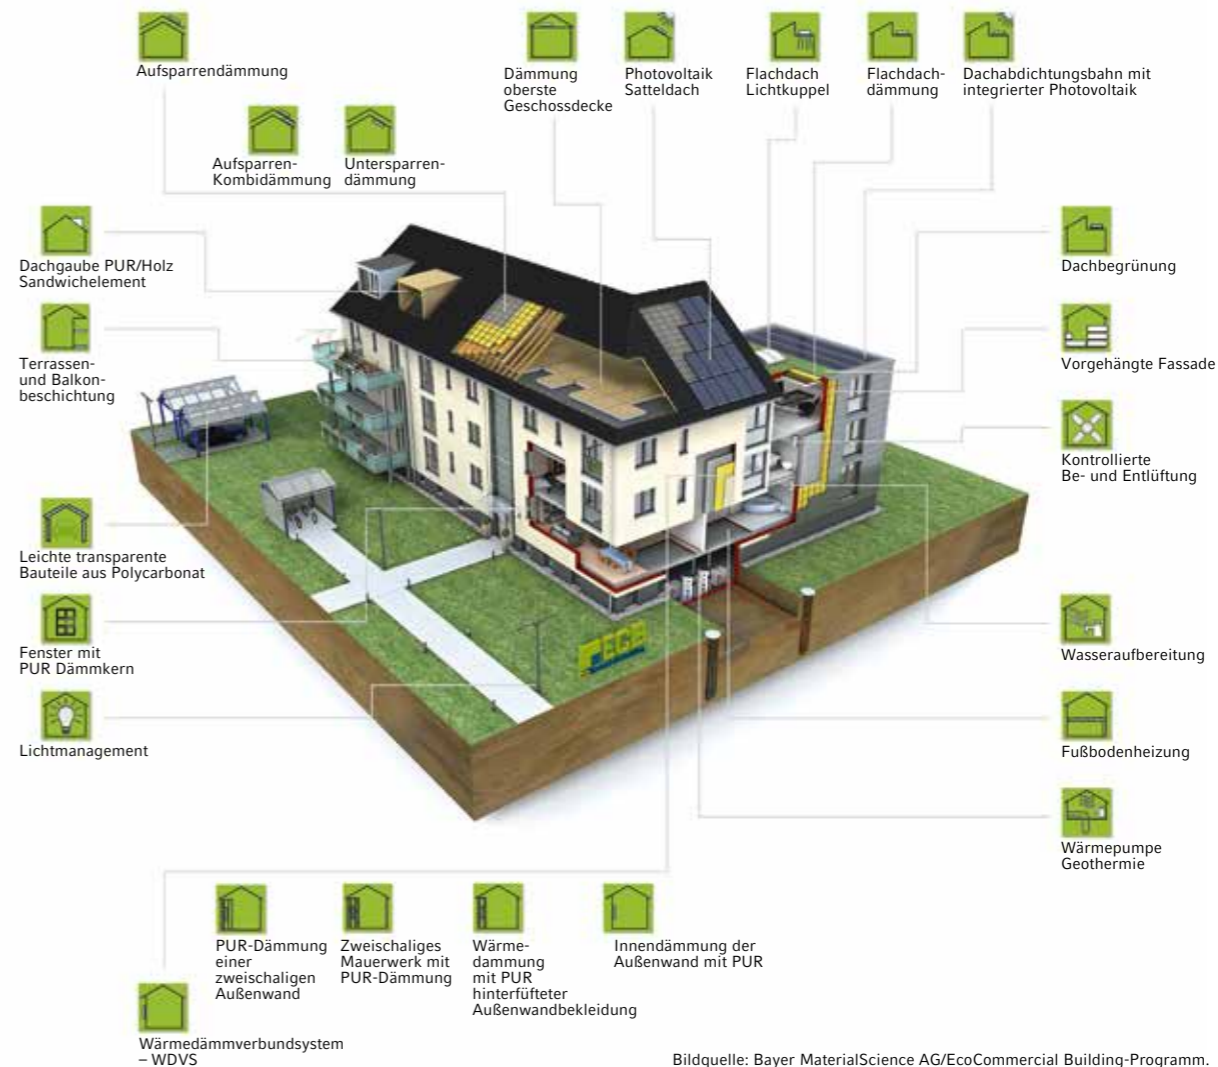 Aufsparrendämmung
Dämmung
oberste
Geschossdecke
Photovoltaik
Satteldach
Flachdach
Lichtkuppel
Flachdach-
dämmung
Dachabdichtungsbahn mit
integrierter Photovoltaik
Aufsparren-
Kombidämmung
Untersparren-
dämmung
Dachgaube PUR/Holz
Sandwichelement
Terrassen-
und Balkon-
beschichtung
Leichte transparente
Bauteile aus Polycarbonat
Fenster mit
PUR Dämmkern
Lichtmanagement
Dachbegrünung
Vorgehängte Fassade
Kontrollierte
Be- und Entlüftung
Wasseraufbereitung
Fußbodenheizung
Wärmepumpe
Geothermie
PUR-Dämmung
einer
zweischaligen
Außenwand
Zweischaliges
Mauerwerk mit
PUR-Dämmung
Wärme-
dammung
mit PUR
hinterfüfteter
Außenwandbekleidung
Innendämmung der
Außenwand mit PUR
Wärmedämmverbundsystem
– WDVS
Bildquelle: Bayer MaterialScience AG/EcoCommercial Building-Programm.